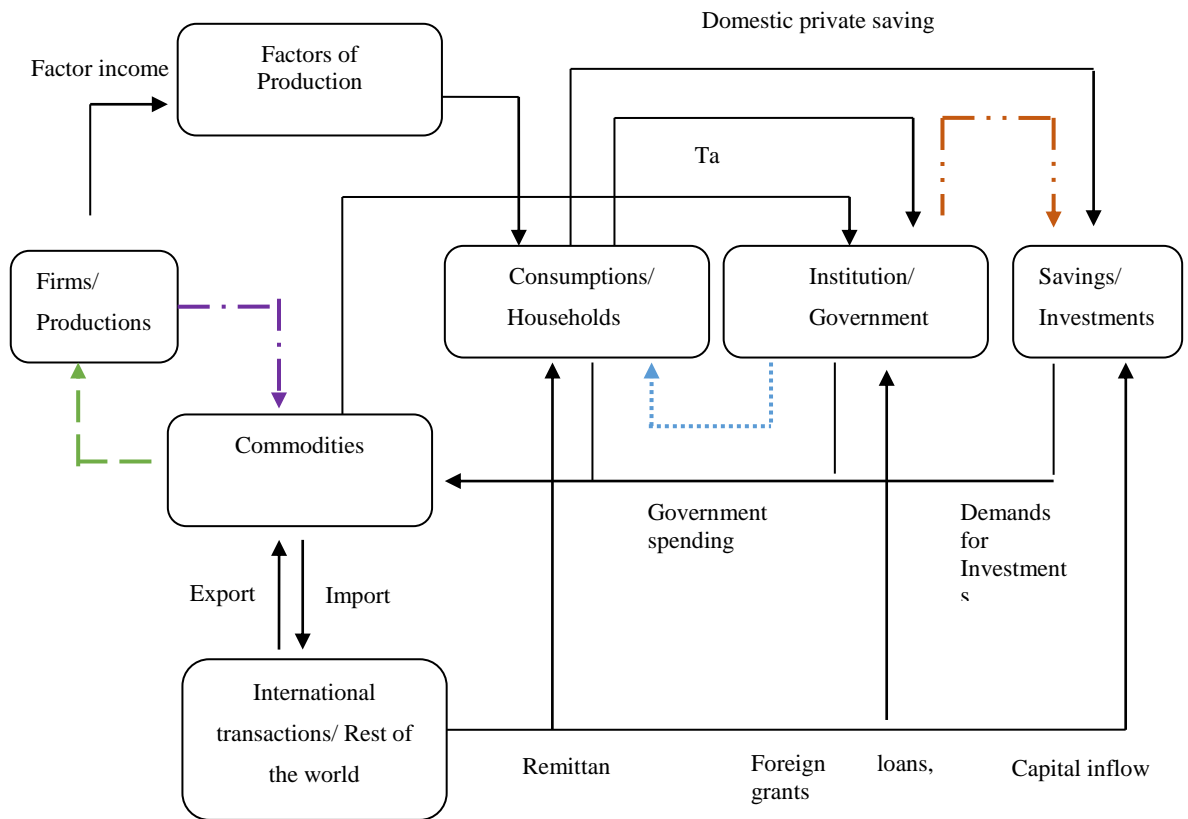 Domestic private saving
Factor income
Factors of
Production
Ta
Firms/
Productions
Consumptions/
Households
Institution/
Government
Savings/
Investments
Commodities
Government
spending
Demands
for
Investment
s
Export
Import
International
transactions/ Rest of
the world
Remittan
Foreign loans,
grants
Capital inflow